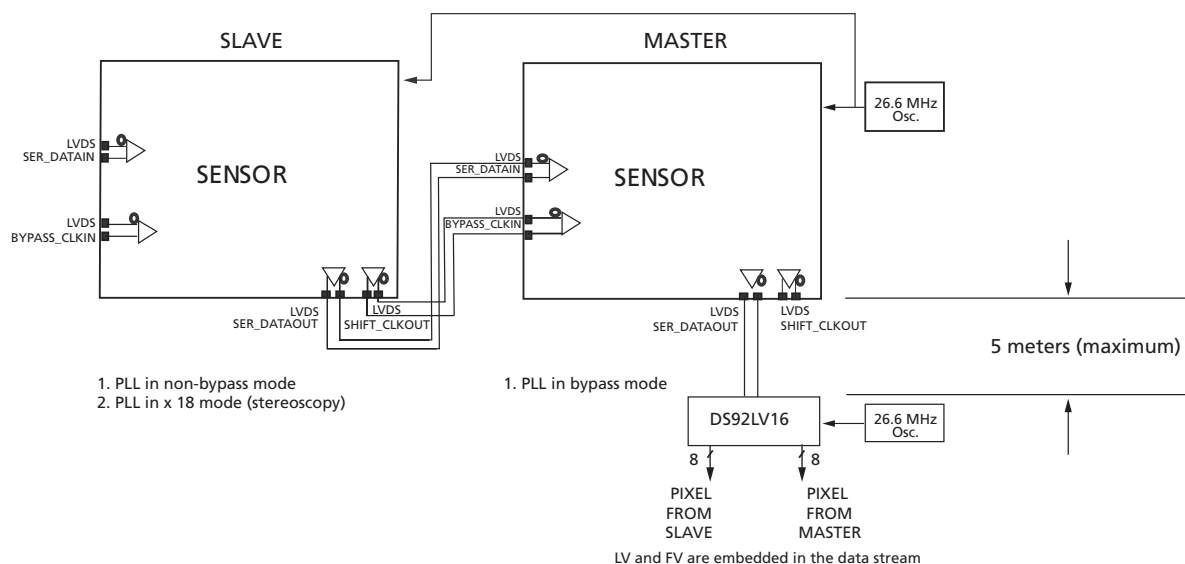 SLAVE
MASTER
26.6 MHz
Osc.
LVDS
SER_DATAIN
SENSOR
LVDS
BYPASS_CLKIN
LVDS
SER_DATAIN
SENSOR
LVDS
BYPASS_CLKIN
LVDS
SER_DATAOUT
LVDS
SHIFT_CLKOUT
LVDS
SER_DATAOUT
LVDS
SHIFT_CLKOUT
5 meters (maximum)
1. PLL in non-bypass mode
2. PLL in x 18 mode (stereoscopy)
1. PLL in bypass mode
DS92LV16
26.6 MHz
Osc.
8
8
PIXEL
FROM
SLAVE
PIXEL
FROM
MASTER
LV and FV are embedded in the data stream